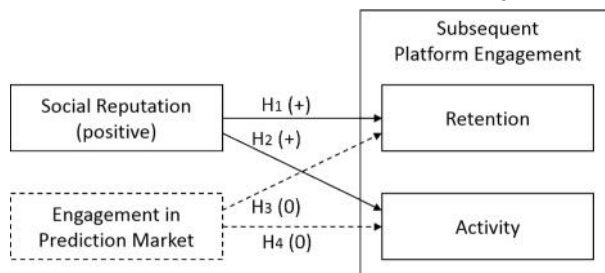 Subsequent
Platform Engagement
Social Reputation
(positive)
H1 (+)
Retention
H2 (+)
Engagement in
Prediction Market
H3 (0)
H4 (0)
Activity